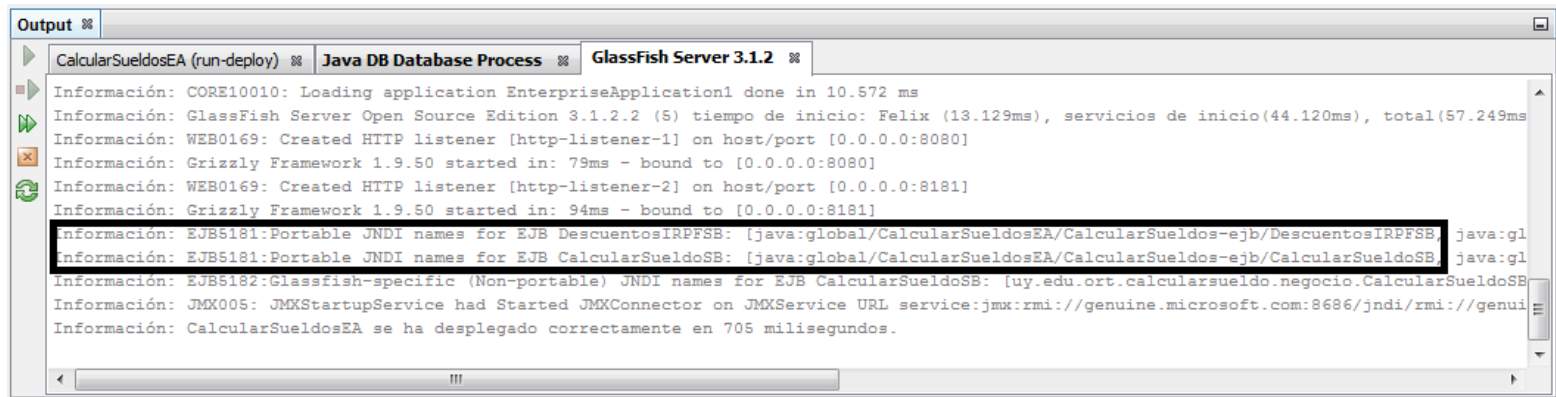 Output
CalcularSueldosEA (run-deploy) Java DB Database Process GlassFish Server 3.1.2
Información: CORE10010: Loading application EnterpriseApplication1 done in 10.572 ms
Información: GlassFish Server Open Source Edition 3.1.2.2 (5) tiempo de inicio: Felix (13.129ms), servicios de inicio(44.120ms), total(57.249ms
Información: WEB0169: Created HTTP listener [http-listener-1] on host/port [0.0.0.0:8080]
Información: Grizzly Framework 1.9.50 started in: 79ms - bound to [0.0.0.0:8080]
Información: WEB0169: Created HTTP listener [http-listener-2] on host/port [0.0.0.0:8181]
Información: Grizzly Framework 1.9.50 started in: 94ms - bound to [0.0.0.0:8181]
Información: EJB5181:Portable JNDI names for EJB DescuentosIRPFSB: [java:global/CalcularSueldosEA/CalcularSueldos-ejb/DescuentosIRPFSB, java:gl
Información: EJB5181:Portable JNDI names for EJB CalcularSueldoSB: [java:global/CalcularSueldosEA/CalcularSueldos-ejb/CalcularSueldoSB, java:gl
Información: EJB5182:Glassfish-specific (Non-portable) JNDI names for EJB CalcularSueldoSB: [uy.edu.ort.calcularsueldo.negocio.CalcularSueldoSB
Información: JMX005: JMXStartupService had Started JMXConnector on JMXService URL service:jmx:rmi://genuine.microsoft.com:8686/jndi/rmi://genui
Información: CalcularSueldosEA se ha desplegado correctamente en 705 milisegundos.